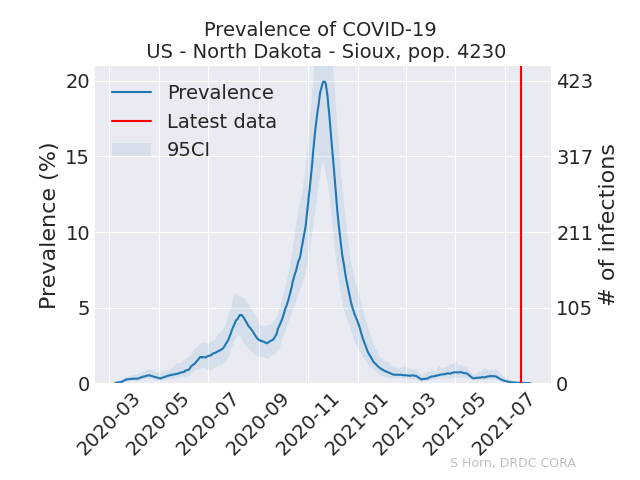 Prevalence of COVID-19
US - North Dakota - Sioux, pop. 4230
Prevalence
Latest data
95CI
Prevalence (%)
20
15
10
5
0
423
317
211
105
0
# of infections
2020-03
2020-05
2020-07
2020-09
2020-11
2021-01
2021-03
2021-05
2021-07
S Horn, DRDC CORA